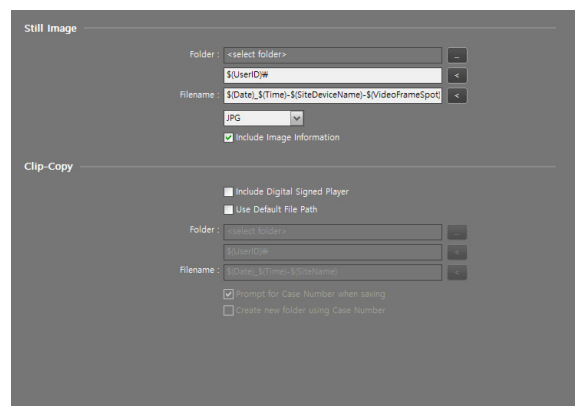 Still Image
Folder : <select folder> ...
$(UserID)₩ <
Filename : $(Date)_$(Time)-$(SiteDeviceName)-$(VideoFrameSpot) <
JPG
Include Image Information
Clip-Copy
Include Digital Signed Player
Use Default File Path
Folder : <select folder> ...
$(UserID)₩ <
Filename : $(Date)_$(Time)-$(SiteName) <
Prompt for Case Number when saving
Create new folder using Case Number